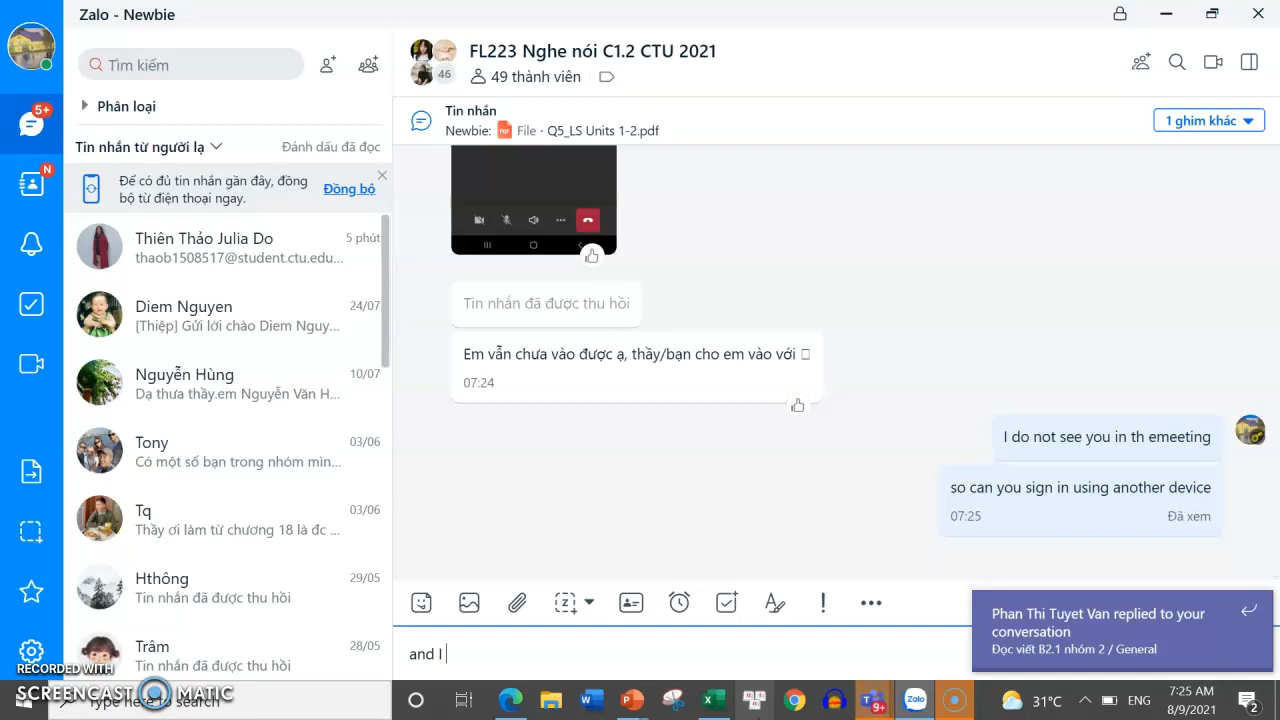 Zalo - Newbie
Tìm kiếm
Phân loại
Tin nhắn từ người lạ
Đánh dấu đã đọc
Để có đủ tin nhắn gần đây, đồng
bộ từ điện thoại ngay.
Đồng bộ
5+
N
Thiên Thảo Julia Do
5 phút
thaob1508517@student.ctu.edu...
Diem Nguyen
24/07
[Thiệp] Gửi lời chào Diem Nguy...
Nguyễn Hùng
10/07
Dạ thưa thầy.em Nguyễn Văn H...
Tony
03/06
Có một số bạn trong nhóm mìn...
Tq
03/06
Thầy ơi làm từ chương 18 là đc ...
Hthông
29/05
Tin nhắn đã được thu hồi
Trâm
28/05
Tin nhắn đã được thu hồi
46
FL223 Nghe nói C1.2 CTU 2021
49 thành viên
Tin nhắn
Newbie: PDF File · Q5_LS Units 1-2.pdf
1 ghim khác
Tin nhắn đã được thu hồi
Em vẫn chưa vào được ạ, thầy/bạn cho em vào với
07:24
I do not see you in th emeeting
so can you sign in using another device
07:25
Đã xem
and I
Phan Thi Tuyet Van replied to your
conversation
Đọc viết B2.1 nhóm 2 / General
RECORDED WITH
SCREENCAST MATIC
Type here to search
9+
Zalo
31°C
ENG
7:25 AM
8/9/2021
2